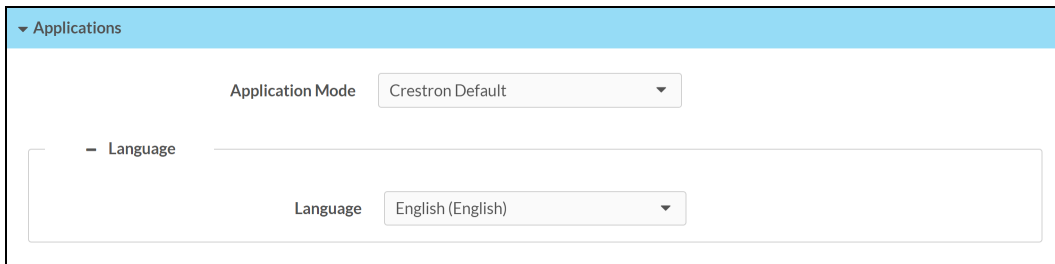 Applications
Application Mode Crestron Default
Language
Language English (English)